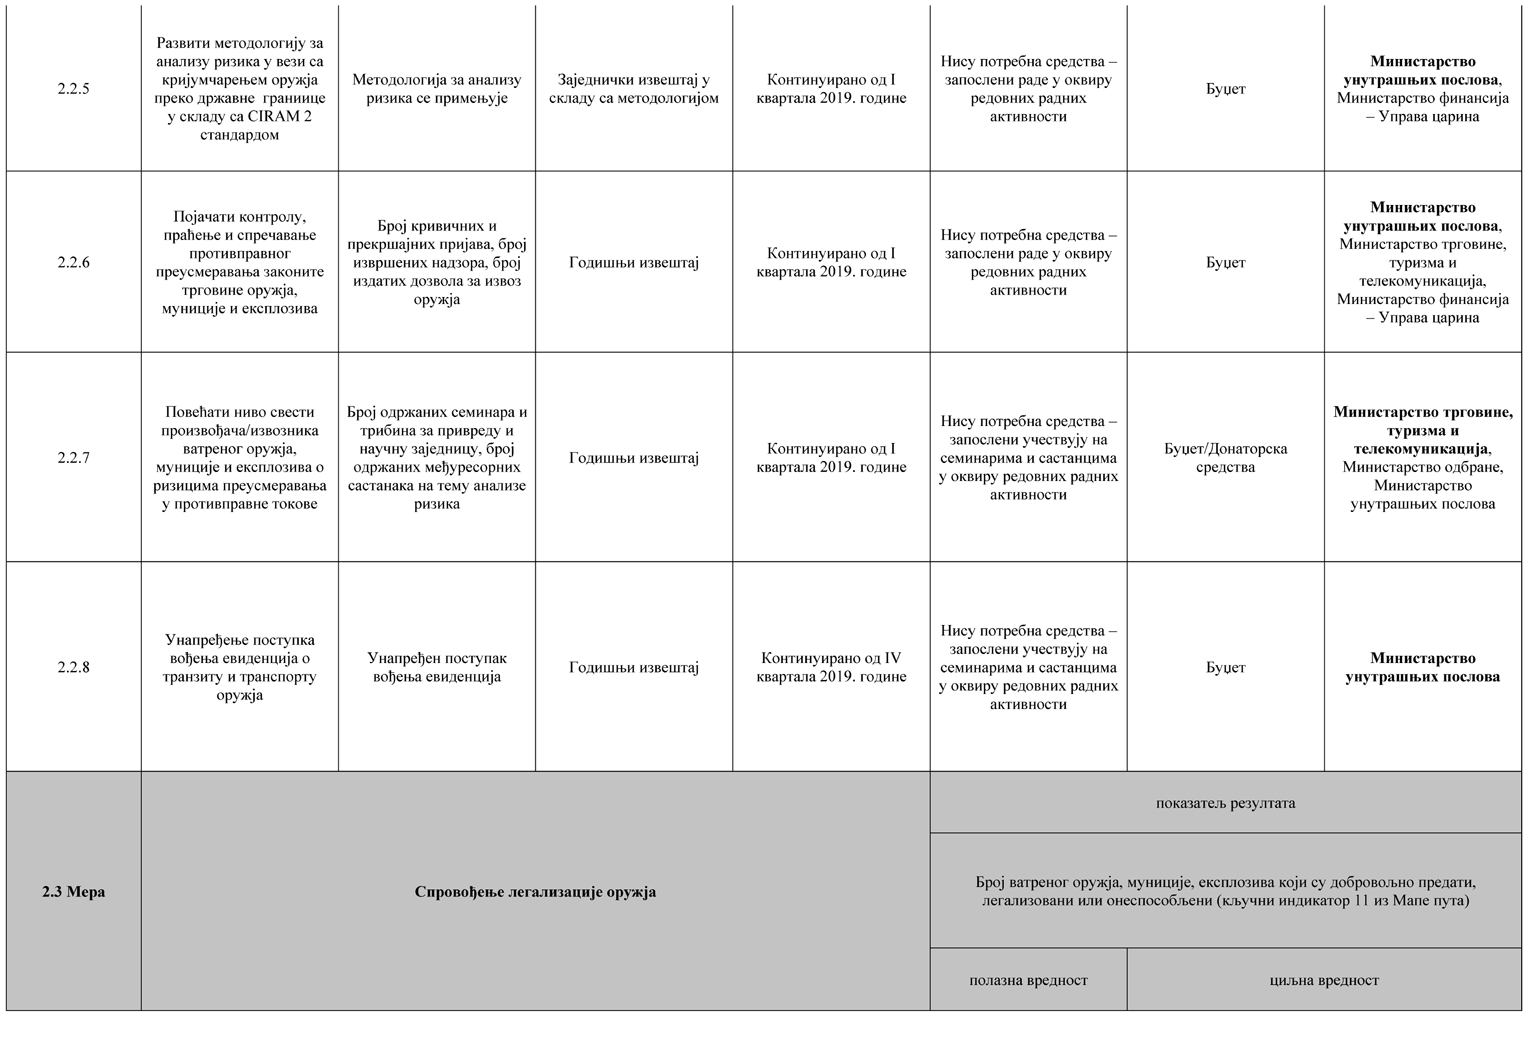 2.2.5
Развити методологију за
анализу ризика у вези са
кријумчарењем оружја
преко државне  граниице
у складу са CIRAM 2
стандардом
Методологија за анализу
ризика се примењује
Заједнички извештај у
складу са методологијом
Континуирано од I
квартала 2019. године
Нису потребна средства –
запослени раде у оквиру
редовних радних
активности
Буџет
Министарство
унутрашњих послова,
Министарство финансија
– Управа царина
2.2.6
Појачати контролу,
праћење и спречавање
противправног
преусмеравања законите
трговине оружја,
муниције и експлозива
Број кривичних и
прекршајних пријава, број
извршених надзора, број
издатих дозвола за извоз
оружја
Годишњи извештај
Континуирано од I
квартала 2019. године
Нису потребна средства –
запослени раде у оквиру
редовних радних
активности
Буџет
Министарство
унутрашњих послова,
Министарство трговине,
туризма и
телекомуникација,
Министарство финансија
– Управа царина
2.2.7
Повећати ниво свести
произвођача/извозника
ватреног оружја,
муниције и експлозива о
ризицима преусмеравања
у противправне токове
Број одржаних семинара и
трибина за привреду и
научну заједницу, број
одржаних међуресорних
састанака на тему анализе
ризика
Годишњи извештај
Континуирано од I
квартала 2019. године
Нису потребна средства –
запослени учествују на
семинарима и састанцима
у оквиру редовних радних
активности
Буџет/Донаторска
средства
Министарство трговине,
туризма и
телекомуникација,
Министарство одбране,
Министарство
унутрашњих послова
2.2.8
Унапређење поступка
вођења евиденција о
транзиту и транспорту
оружја
Унапређен поступак
вођења евиденција
Годишњи извештај
Континуирано од IV
квартала 2019. године
Нису потребна средства –
запослени учествују на
семинарима и састанцима
у оквиру редовних радних
активности
Буџет
Министарство
унутрашњих послова
2.3 Мера
Спровођење легализације оружја
показатељ резултата
Број ватреног оружја, муниције, експлозива који су добровољно предати,
легализовани или онеспособљени (кључни индикатор 11 из Мапе пута)
полазна вредност
циљна вредност